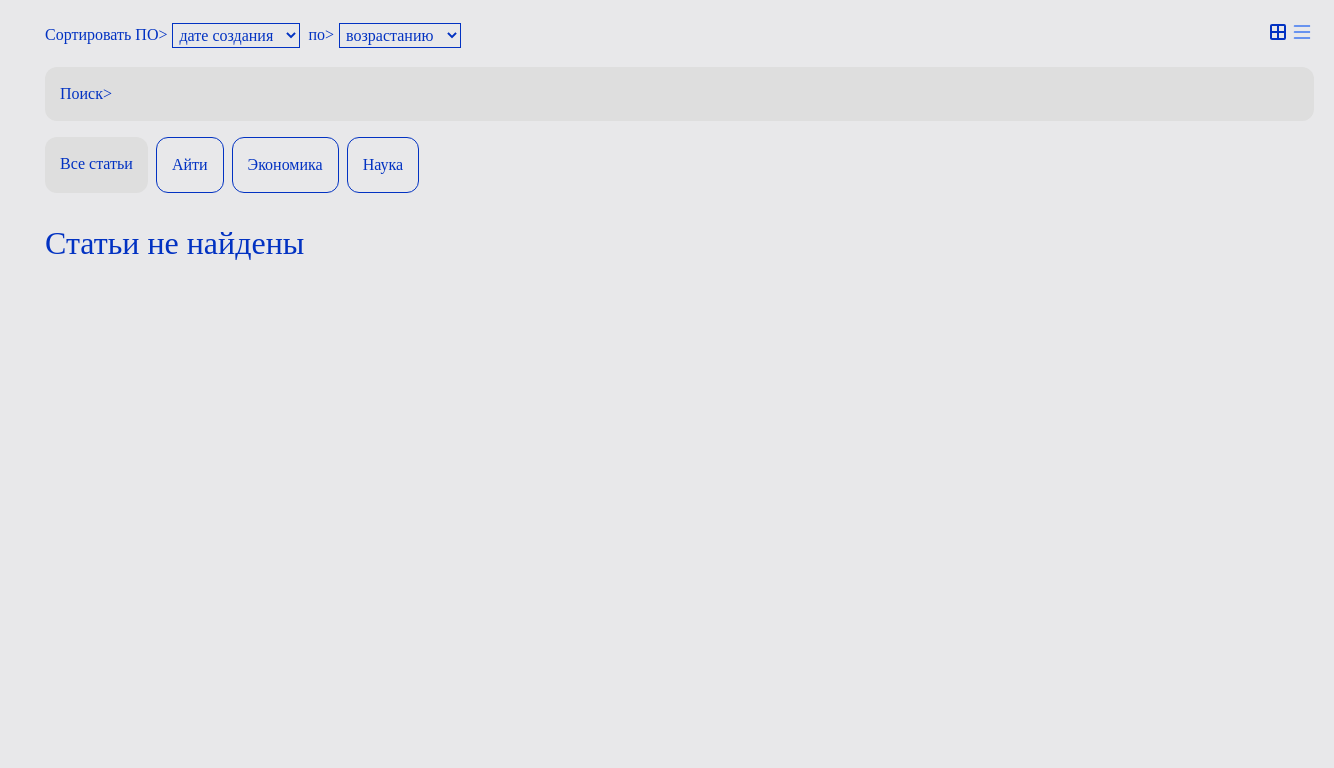 Сортировать ПО> дате создания по> возрастанию
Поиск>
Все статьи Айти Экономика Наука
Статьи не найдены